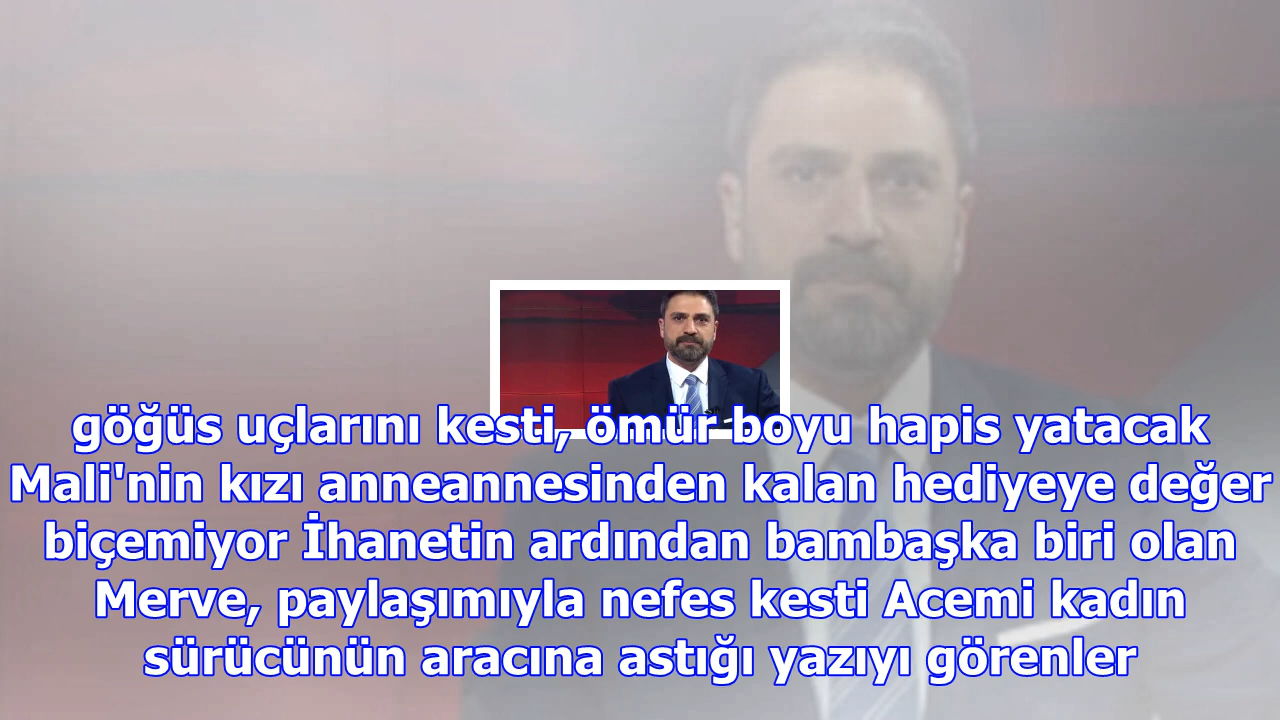 göğüs uçlarını kesti, ömür boyu hapis yatacak
Mali'nin kızı anneannesinden kalan hediyeye değer
biçemiyor İhanetin ardından bambaşka biri olan
Merve, paylaşımıyla nefes kesti Acemi kadın
sürücünün aracına astığı yazıyı görenler